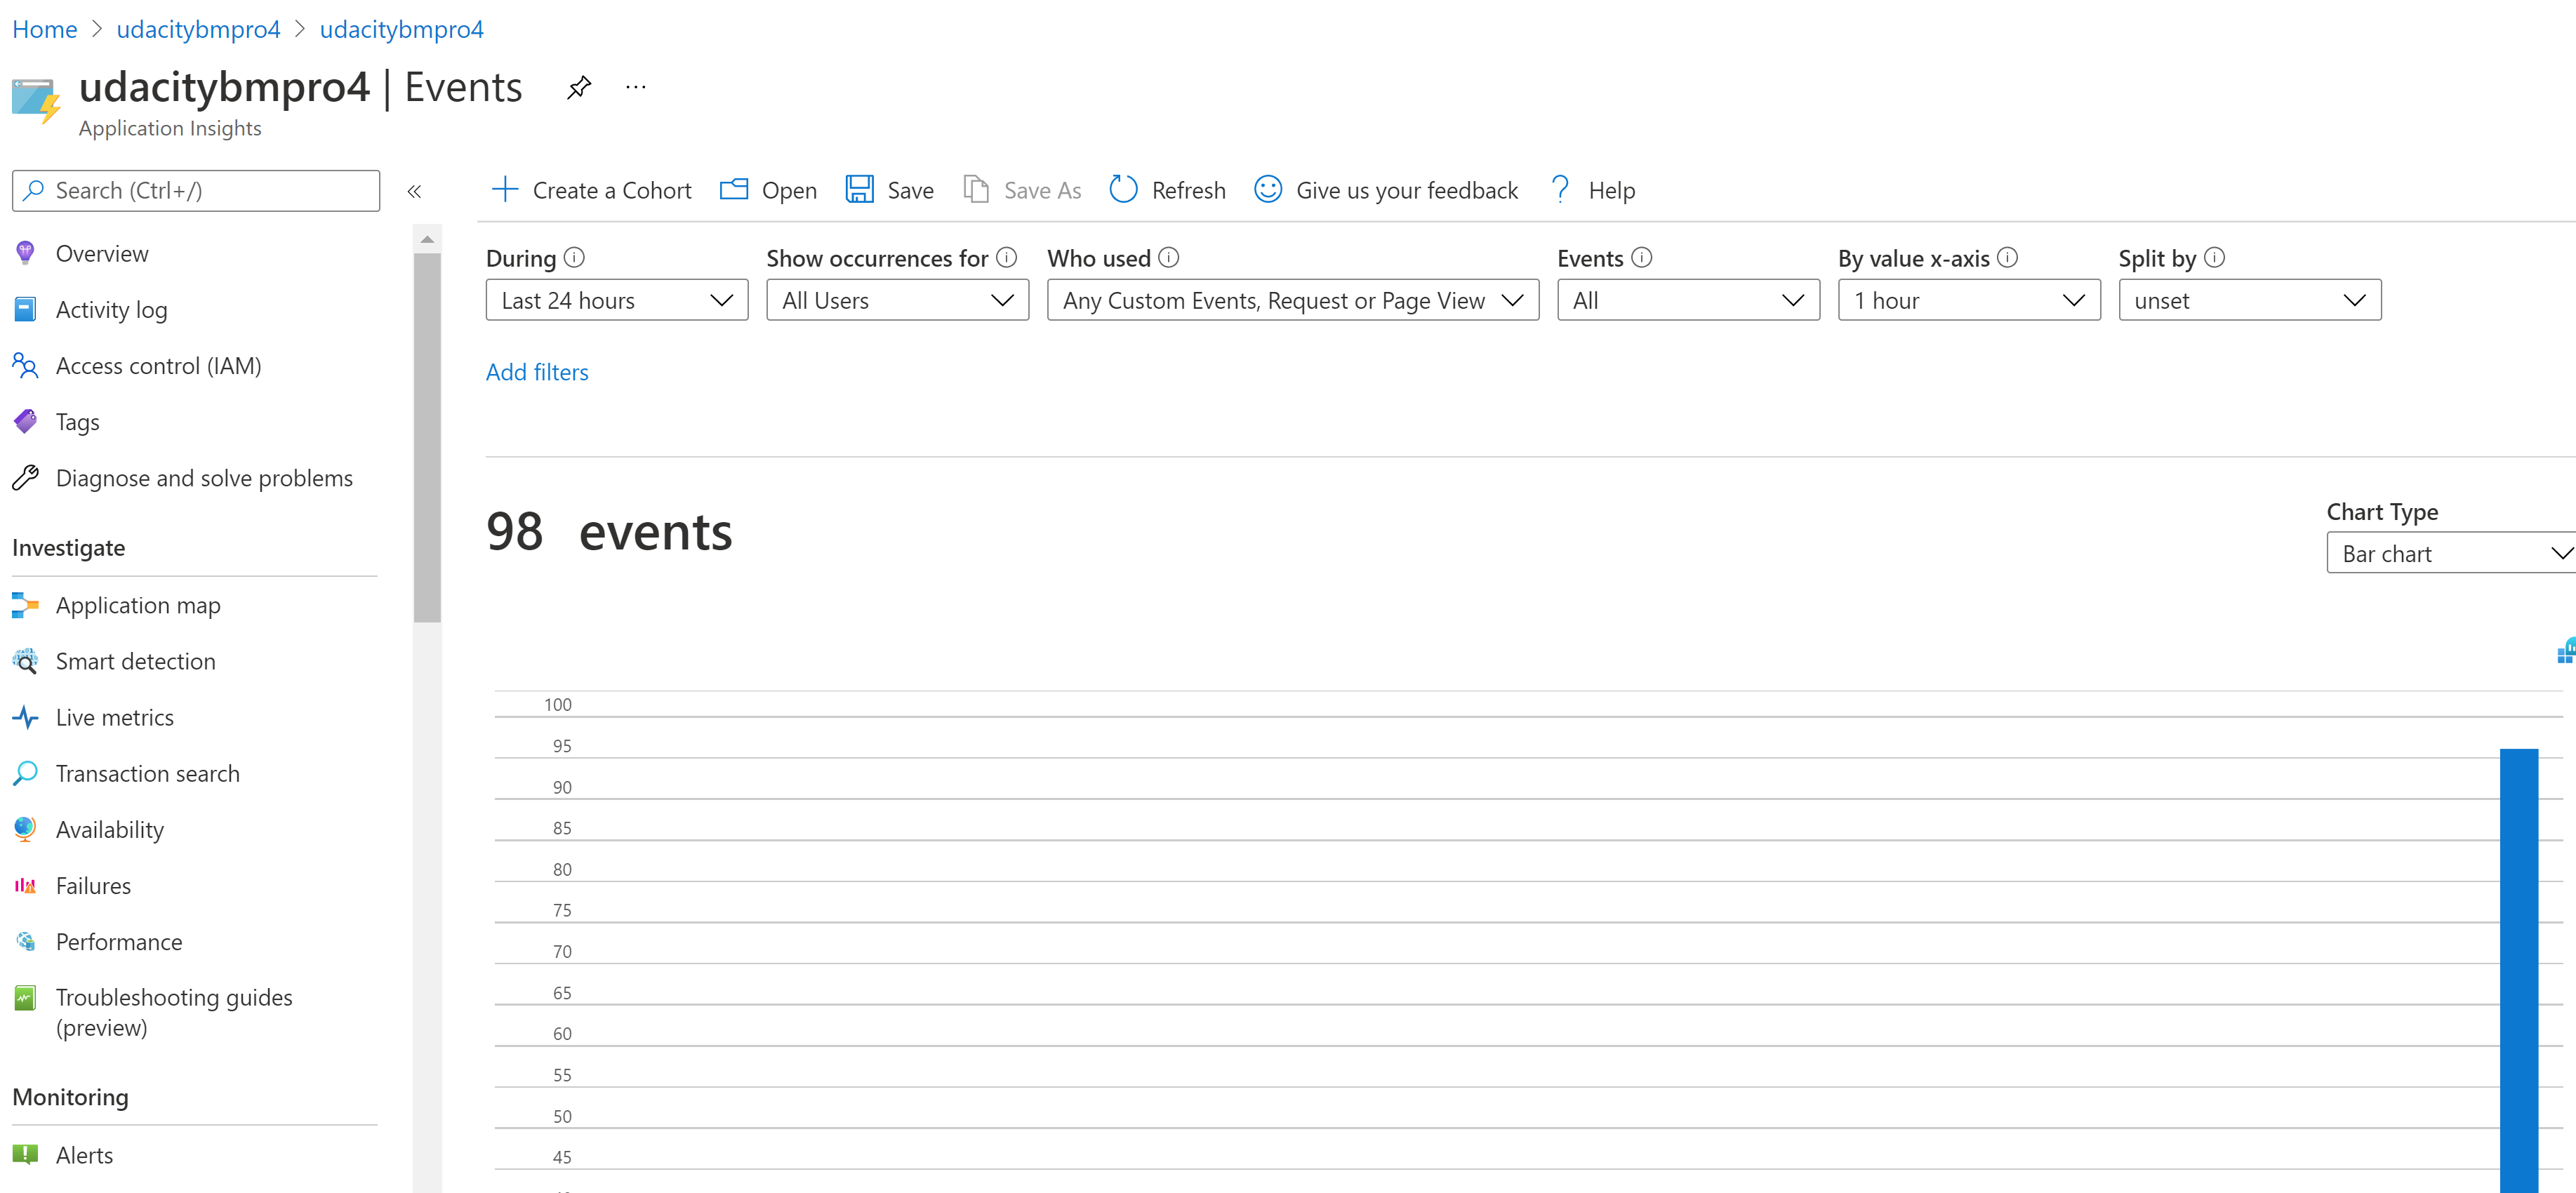 Home > udacitybmpro4 > udacitybmpro4
udacitybmpro4 | Events
...
Application Insights
Search (Ctrl+/)
«
Create a Cohort
Open
Save
Save As
Refresh
Give us your feedback
Help
Overview
Activity log
Access control (IAM)
Tags
Diagnose and solve problems
Investigate
Application map
Smart detection
Live metrics
Transaction search
Availability
Failures
Performance
Troubleshooting guides
(preview)
Monitoring
Alerts
During
Show occurrences for
Who used
Events
By value x-axis
Split by
Last 24 hours
All Users
Any Custom Events, Request or Page View
All
1 hour
unset
Add filters
98 events
Chart Type
Bar chart
100
95
90
85
80
75
70
65
60
55
50
45